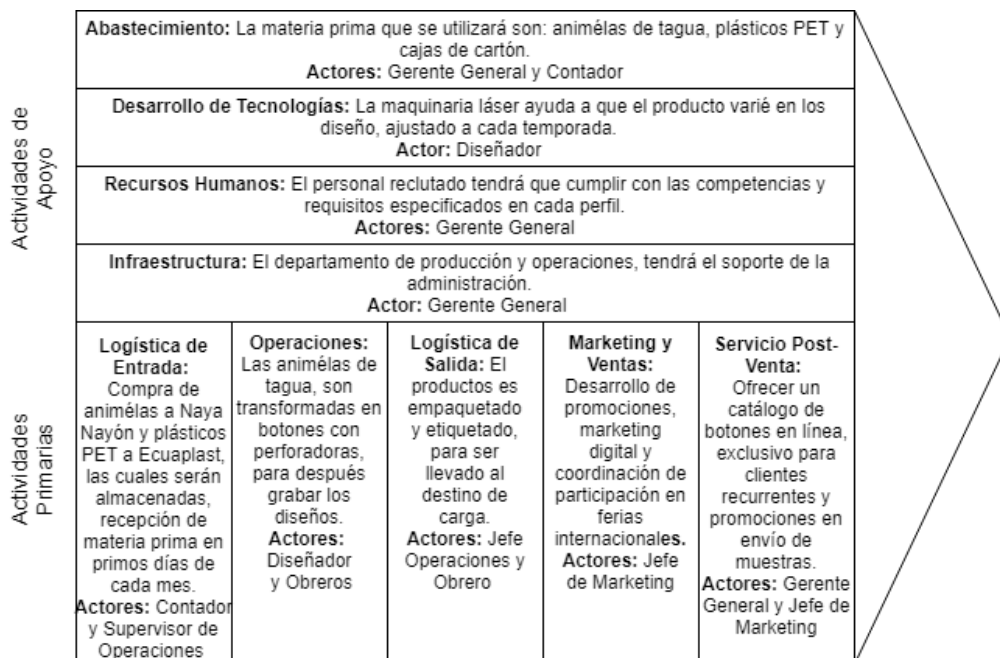 Actividades de
Apoyo
Abastecimiento: La materia prima que se utilizará son: animélas de tagua, plásticos PET y
cajas de cartón.
Actores: Gerente General y Contador
Desarrollo de Tecnologías: La maquinaria láser ayuda a que el producto varié en los
diseño, ajustado a cada temporada.
Actor: Diseñador
Recursos Humanos: El personal reclutado tendrá que cumplir con las competencias y
requisitos especificados en cada perfil.
Actores: Gerente General
Infraestructura: El departamento de producción y operaciones, tendrá el soporte de la
administración.
Actor: Gerente General
Actividades
Primarias
Logística de
Entrada:
Compra de
animélas a Naya
Nayón y plásticos
PET a Ecuaplast,
las cuales serán
almacenadas,
recepción de
materia prima en
primos días de
cada mes.
Actores: Contador
y Supervisor de
Operaciones
Operaciones:
Las animélas de
tagua, son
transformadas en
botones con
perforadoras,
para después
grabar los
diseños.
Actores:
Diseñador
y Obreros
Logística de
Salida: El
productos es
empaquetado
y etiquetado,
para ser
llevado al
destino de
carga.
Actores: Jefe
Operaciones y
Obrero
Marketing y
Ventas:
Desarrollo de
promociones,
marketing
digital y
coordinación de
participación en
ferias
internacionales.
Actores: Jefe
de Marketing
Servicio Post-
Venta:
Ofrecer un
catálogo de
botones en línea,
exclusivo para
clientes
recurrentes y
promociones en
envío de
muestras.
Actores: Gerente
General y Jefe de
Marketing